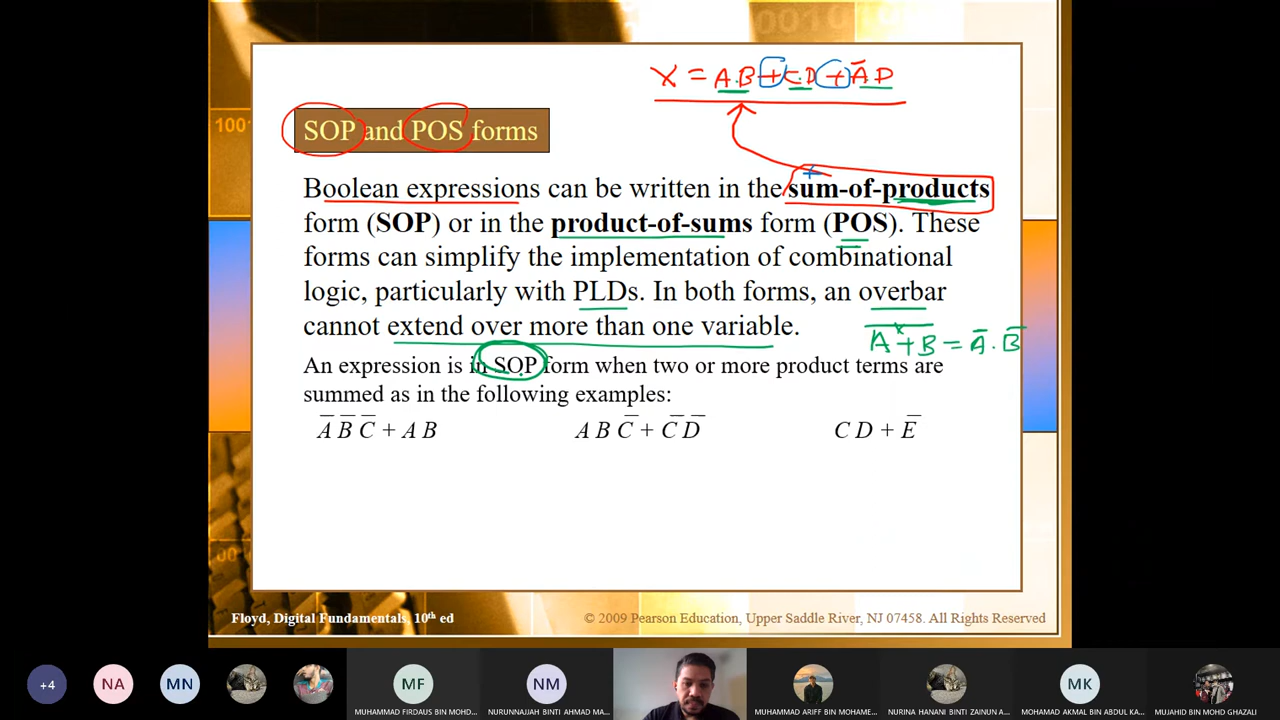 X = A.B + C.D + A̅ D
SOP and POS forms
Boolean expressions can be written in the sum-of-products
form (SOP) or in the product-of-sums form (POS). These
forms can simplify the implementation of combinational
logic, particularly with PLDs. In both forms, an overbar
cannot extend over more than one variable.
A̅ ̅+̅ ̅B̅ = A̅ . B̅
An expression is in SOP form when two or more product terms are
summed as in the following examples:
A̅ B̅ C̅ + A B A B C̅ + C̅ D̅ C D + E̅
Floyd, Digital Fundamentals, 10th ed © 2009 Pearson Education, Upper Saddle River, NJ 07458. All Rights Reserved
+4 NA MN MF NM MK
MUHAMMAD FIRDAUS BIN MOHD... NURUNNAJJAH BINTI AHMAD MA... MUHAMMAD ARIFF BIN MOHAME... NURINA HANANI BINTI ZAINUN A... MOHAMAD AKMAL BIN ABDUL KA... MUJAHID BIN MOHD GHAZALI